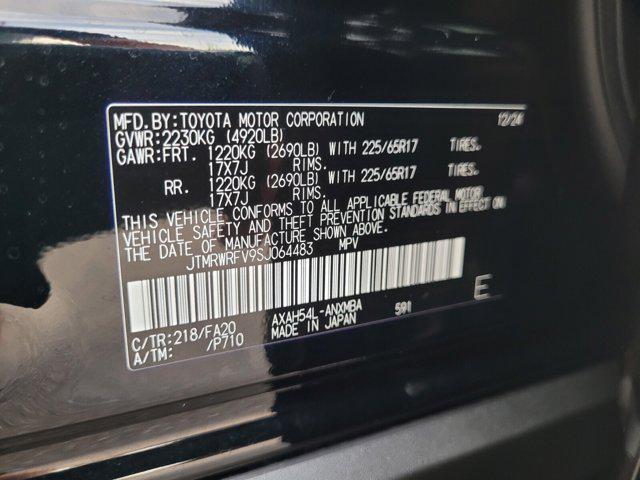 MFD.BY:TOYOTA MOTOR CORPORATION 12/24
GVWR:2230KG (4920LB)
GAWR:FRT. 1220KG (2690LB) WITH 225/65R17 TIRES.
17X7J RIMS.
RR. 1220KG (2690LB) WITH 225/65R17 TIRES.
17X7J RIMS.
THIS VEHICLE CONFORMS TO ALL APPLICABLE FEDERAL MOTOR
VEHICLE SAFETY AND THEFT PREVENTION STANDARDS IN EFFECT ON
THE DATE OF MANUFACTURE SHOWN ABOVE.
JTMRWRFV9SJ064483 MPV
C/TR:218/FA20 AXAH54L-ANXMBA 591 E
A/TM: /P710 MADE IN JAPAN